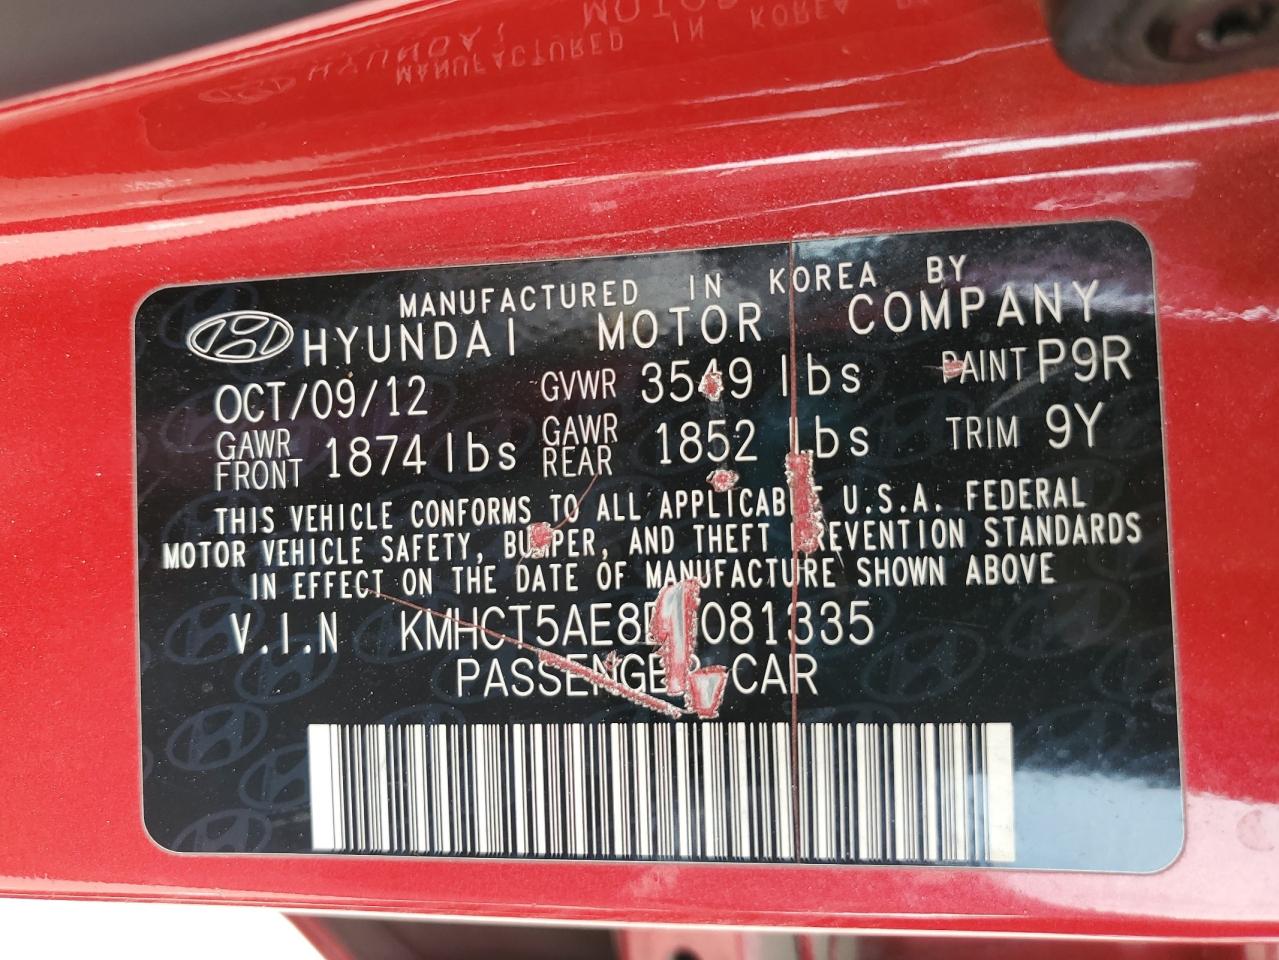 MANUFACTURED IN KOREA BY
HYUNDAI MOTOR COMPANY
OCT/09/12 GVWR 3549 lbs PAINT P9R
GAWR FRONT 1874 lbs GAWR REAR 1852 lbs TRIM 9Y
THIS VEHICLE CONFORMS TO ALL APPLICABLE U.S.A. FEDERAL
MOTOR VEHICLE SAFETY, BUMPER, AND THEFT PREVENTION STANDARDS
IN EFFECT ON THE DATE OF MANUFACTURE SHOWN ABOVE
V.I.N
PASSENGER CAR